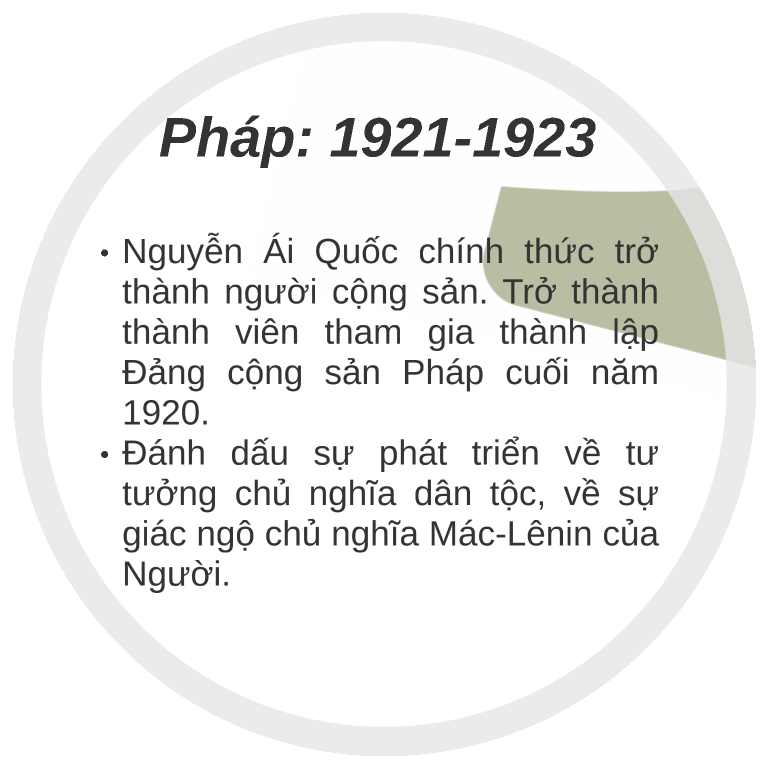 Pháp: 1921-1923
• Nguyễn Ái Quốc chính thức trở
thành người cộng sản. Trở thành
thành viên tham gia thành lập
Đảng cộng sản Pháp cuối năm
1920.
• Đánh dấu sự phát triển về tư
tưởng chủ nghĩa dân tộc, về sự
giác ngộ chủ nghĩa Mác-Lênin của
Người.